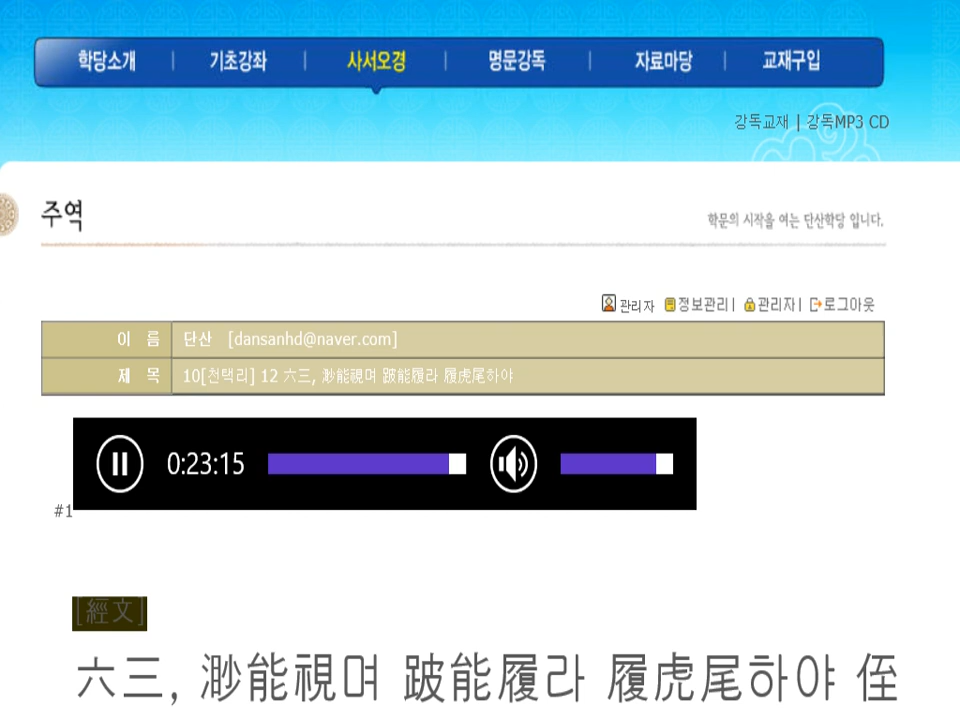 학당소개 | 기초강좌 | 사서오경 | 명문강독 | 자료마당 | 교재구입
강독교재 | 강독MP3 CD
주역
학문의 시작을 여는 단산학당 입니다.
관리자 정보관리| 관리자| 로그아웃
이 름 단산 [dansanhd@naver.com]
제 목 10[천택리] 12 六三, 渺能視며 跛能履라 履虎尾하야
0:23:15
#1
[經文]
六三, 渺能視며 跛能履라 履虎尾하야 侄